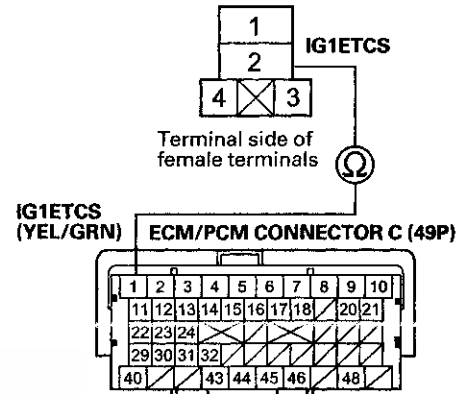 1
2
IG1ETCS
4 3
Terminal side of
female terminals
Ω
IG1ETCS
(YEL/GRN)
ECM/PCM CONNECTOR C (49P)
1 2 3 4 5 6 7 8 9 10
11 12 13 14 15 16 17 18 20 21
22 23 24
29 30 31 32
40 43 44 45 46 48